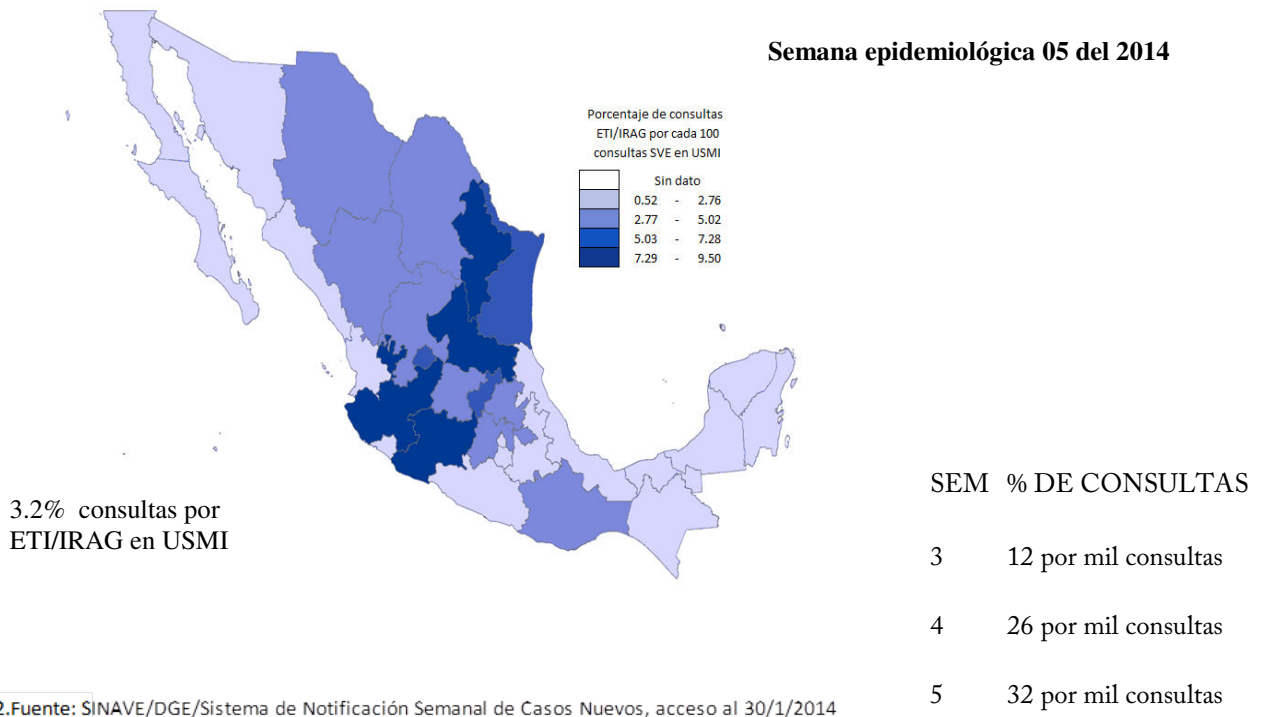 Semana epidemiológica 05 del 2014
Porcentaje de consultas
ETI/IRAG por cada 100
consultas SVE en USMI
Sin dato
0.52 - 2.76
2.77 - 5.02
5.03 - 7.28
7.29 - 9.50
3.2% consultas por
ETI/IRAG en USMI
SEM % DE CONSULTAS
3 12 por mil consultas
4 26 por mil consultas
5 32 por mil consultas
2.Fuente: SINAVE/DGE/Sistema de Notificación Semanal de Casos Nuevos, acceso al 30/1/2014